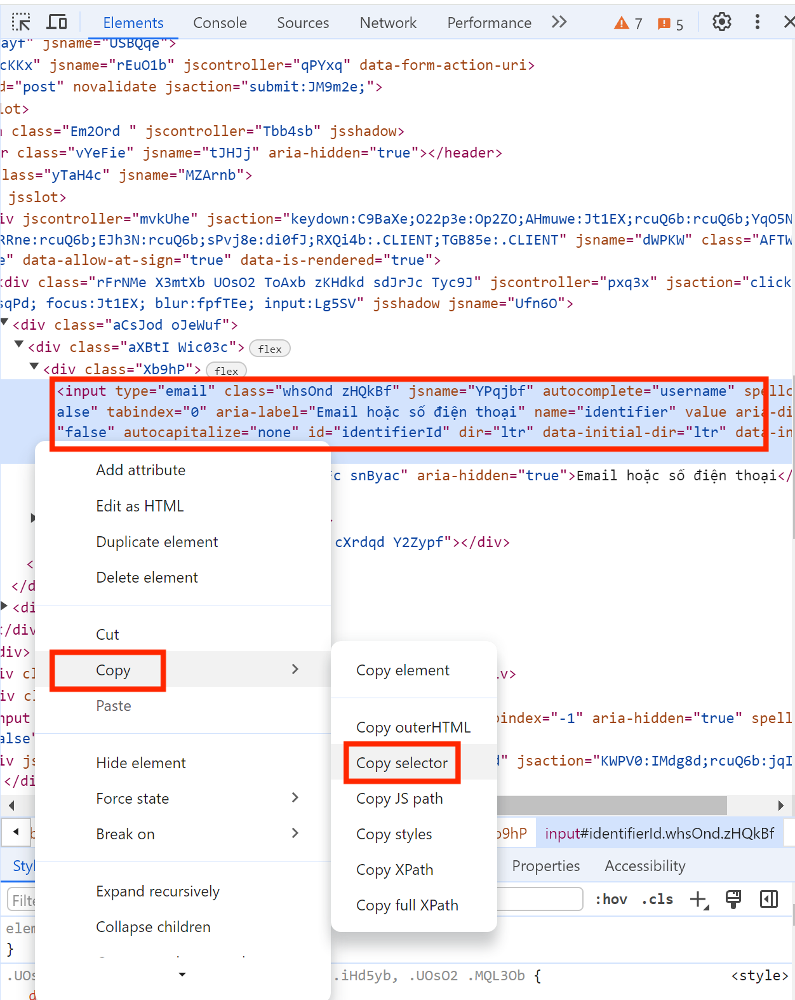 Elements Console Sources Network Performance 7 5
ayf" jsname="USBQqe">
cKKx" jsname="rEuO1b" jscontroller="qPYxq" data-form-action-uri>
d="post" novalidate jsaction="submit:JM9m2e;">
lot>
class="Em2Ord " jscontroller="Tbb4sb" jsshadow>
r class="vYeFie" jsname="tJHJj" aria-hidden="true"></header>
lass="yTaH4c" jsname="MZArnb">
jsslot>
iv jscontroller="mvkUhe" jsaction="keydown:C9BaXe;O22p3e:Op2ZO;AHmuwe:Jt1EX;rcuQ6b:rcuQ6b;YqO5N
RRne:rcuQ6b;EJh3N:rcuQ6b;sPvj8e:di0fJ;RXQi4b:.CLIENT;TGB85e:.CLIENT" jsname="dWPKW" class="AFTW
e" data-allow-at-sign="true" data-is-rendered="true">
<div class="rFrNMe X3mtXb UOsO2 ToAxb zKHdkd sdJrJc Tyc9J" jscontroller="pxq3x" jsaction="click
sqPd; focus:Jt1EX; blur:fpfTEe; input:Lg5SV" jsshadow jsname="Ufn6O">
<div class="aCsJod oJeWuf">
<div class="aXBtI Wic03c"> flex
<div class="Xb9hP"> flex
<input type="email" class="whsOnd zHQkBf" jsname="YPqjbf" autocomplete="username" spellc
alse" tabindex="0" aria-label="Email hoặc số điện thoại" name="identifier" value aria-di
"false" autocapitalize="none" id="identifierId" dir="ltr" data-initial-dir="ltr" data-in
Add attribute
c snByac" aria-hidden="true">Email hoặc số điện thoại</
Edit as HTML
Duplicate element
cXrdqd Y2Zypf"></div>
<
Delete element
</d
<di
</div
Cut
div>
Copy
Copy element
iv cl
v>
iv cl
Paste
nput
bindex="-1" aria-hidden="true" spell
Copy outerHTML
alse"
iv js
Hide element
Copy selector
d" jsaction="KWPV0:IMdg8d;rcuQ6b:jqI
</di
Force state
Copy JS path
Break on
Copy styles
b9hP input#identifierId.whsOnd.zHQkBf
Styl
Copy XPath
Properties Accessibility
Expand recursively
Filte
Copy full XPath
:hov .cls
Collapse children
elem
}
.UOs
.iHd5yb, .UOsO2 .MQL3Ob {
<style>